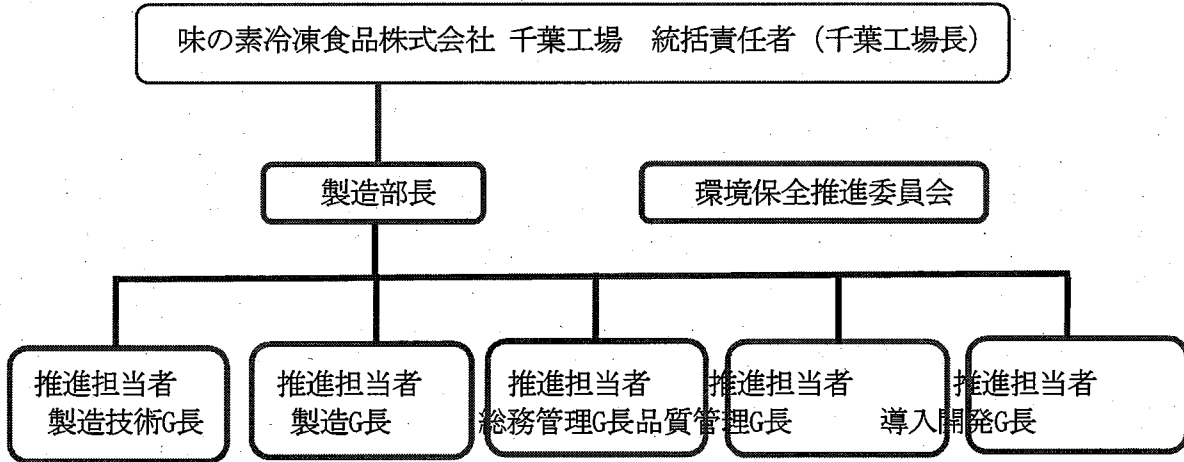 味の素冷凍食品株式会社 千葉工場 統括責任者（千葉工場長）
製造部長
環境保全推進委員会
推進担当者
製造技術G長
推進担当者
製造G長
推進担当者
総務管理G長
推進担当者
品質管理G長
推進担当者
導入開発G長